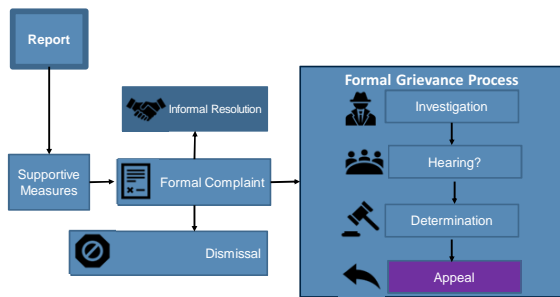 Report
Formal Grievance Process
Informal Resolution
Investigation
Hearing?
Supportive
Measures
Formal Complaint
Determination
Dismissal
Appeal